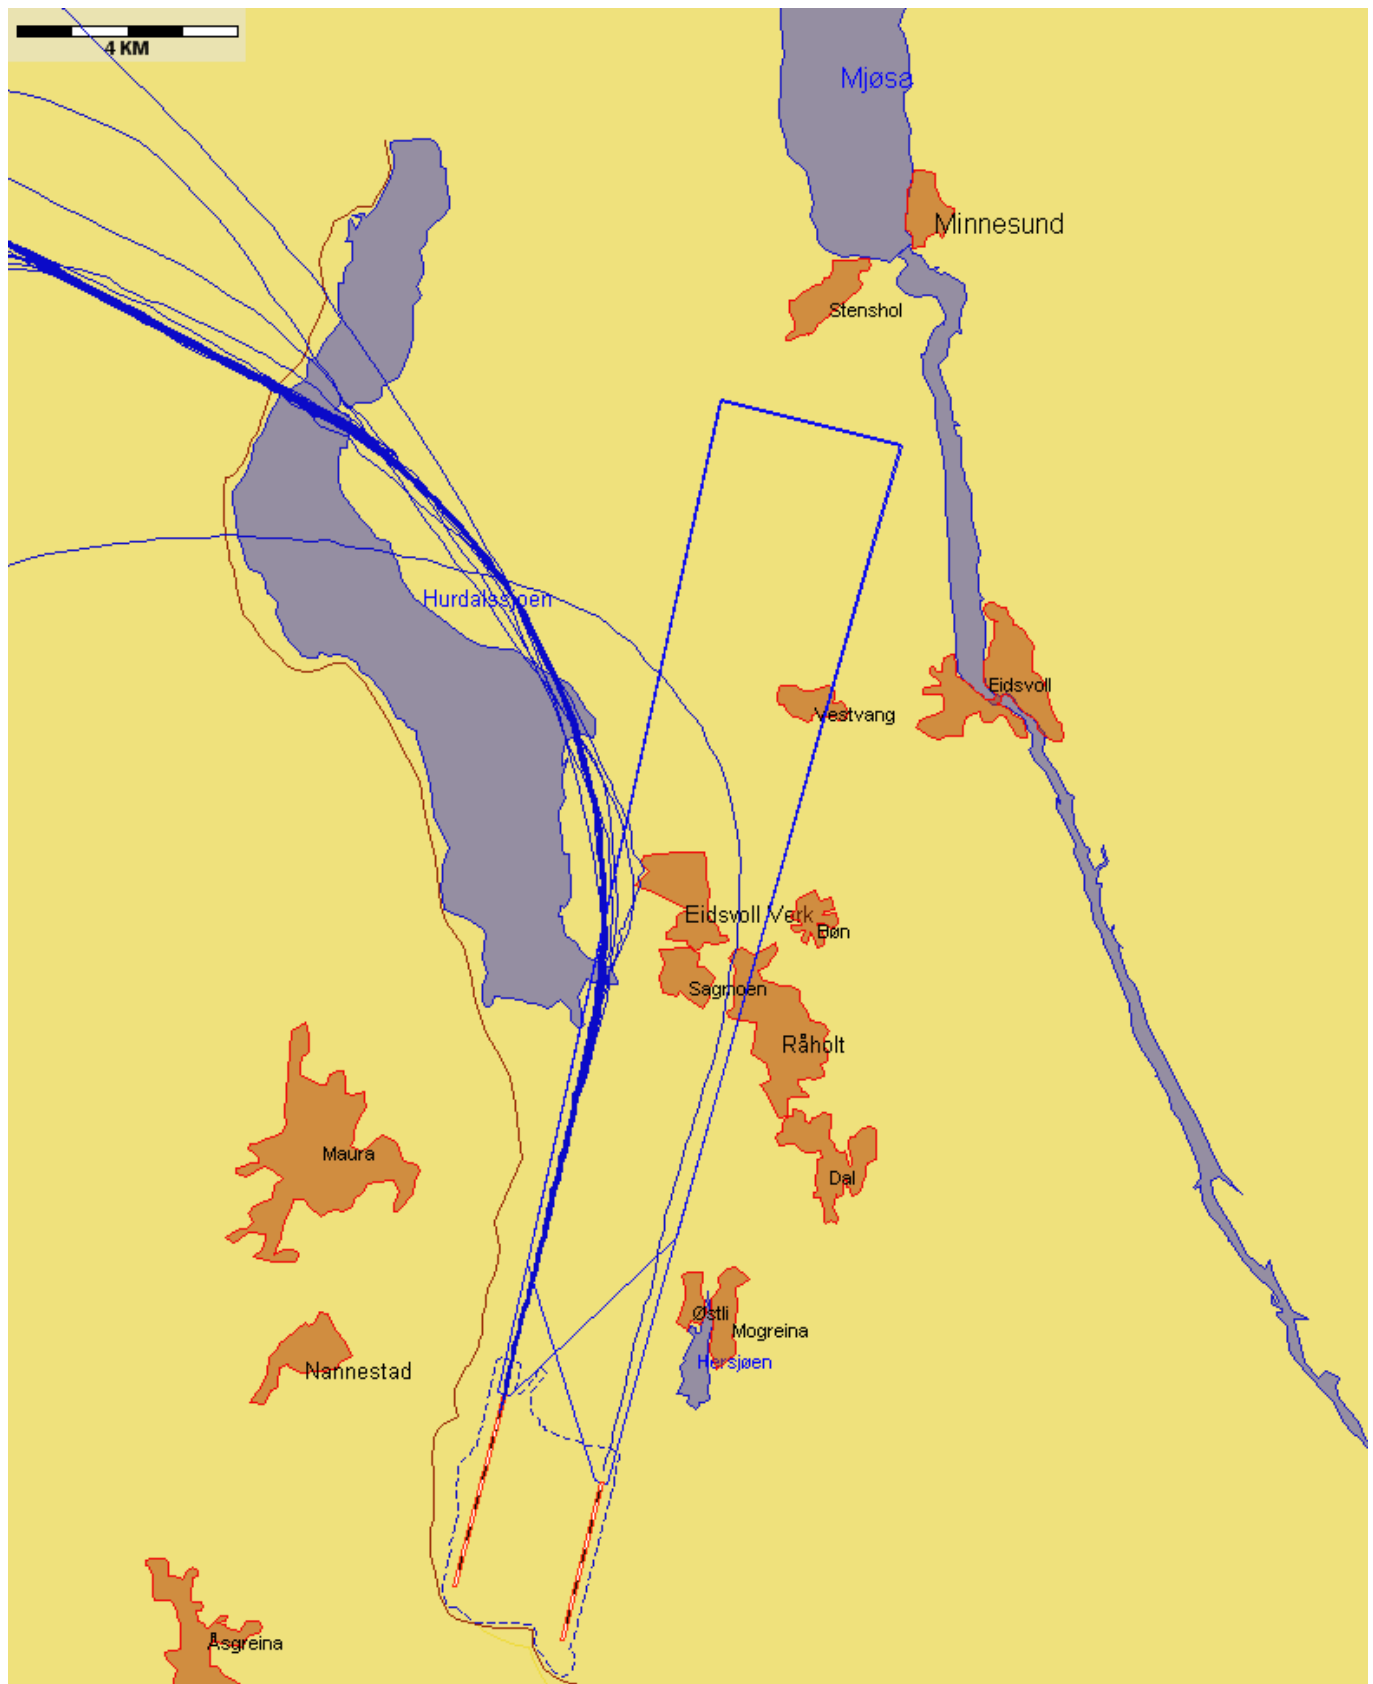 4 KM
Mjøsa
Minnesund
Stenshol
Hurdalssjøen
Eidsvoll
Vestvang
Eidsvoll Verk
Bøn
Sagmoen
Råholt
Maura
Dal
Østli
Mogreina
Hersjøen
Nannestad
Åsgreina